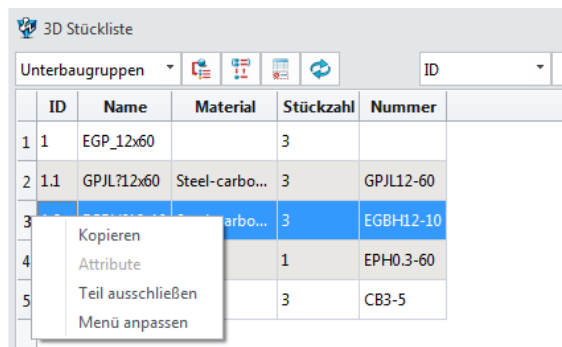 3D Stückliste
Unterbaugruppen ID
ID Name Material Stückzahl Nummer
1 1 EGP_12x60 3
2 1.1 GPJL?12x60 Steel-carbo... 3 GPJL12-60
3 arbo... 3 EGBH12-10
Kopieren
4 1 EPH0.3-60
Attribute
5 3 CB3-5
Teil ausschließen
Menü anpassen